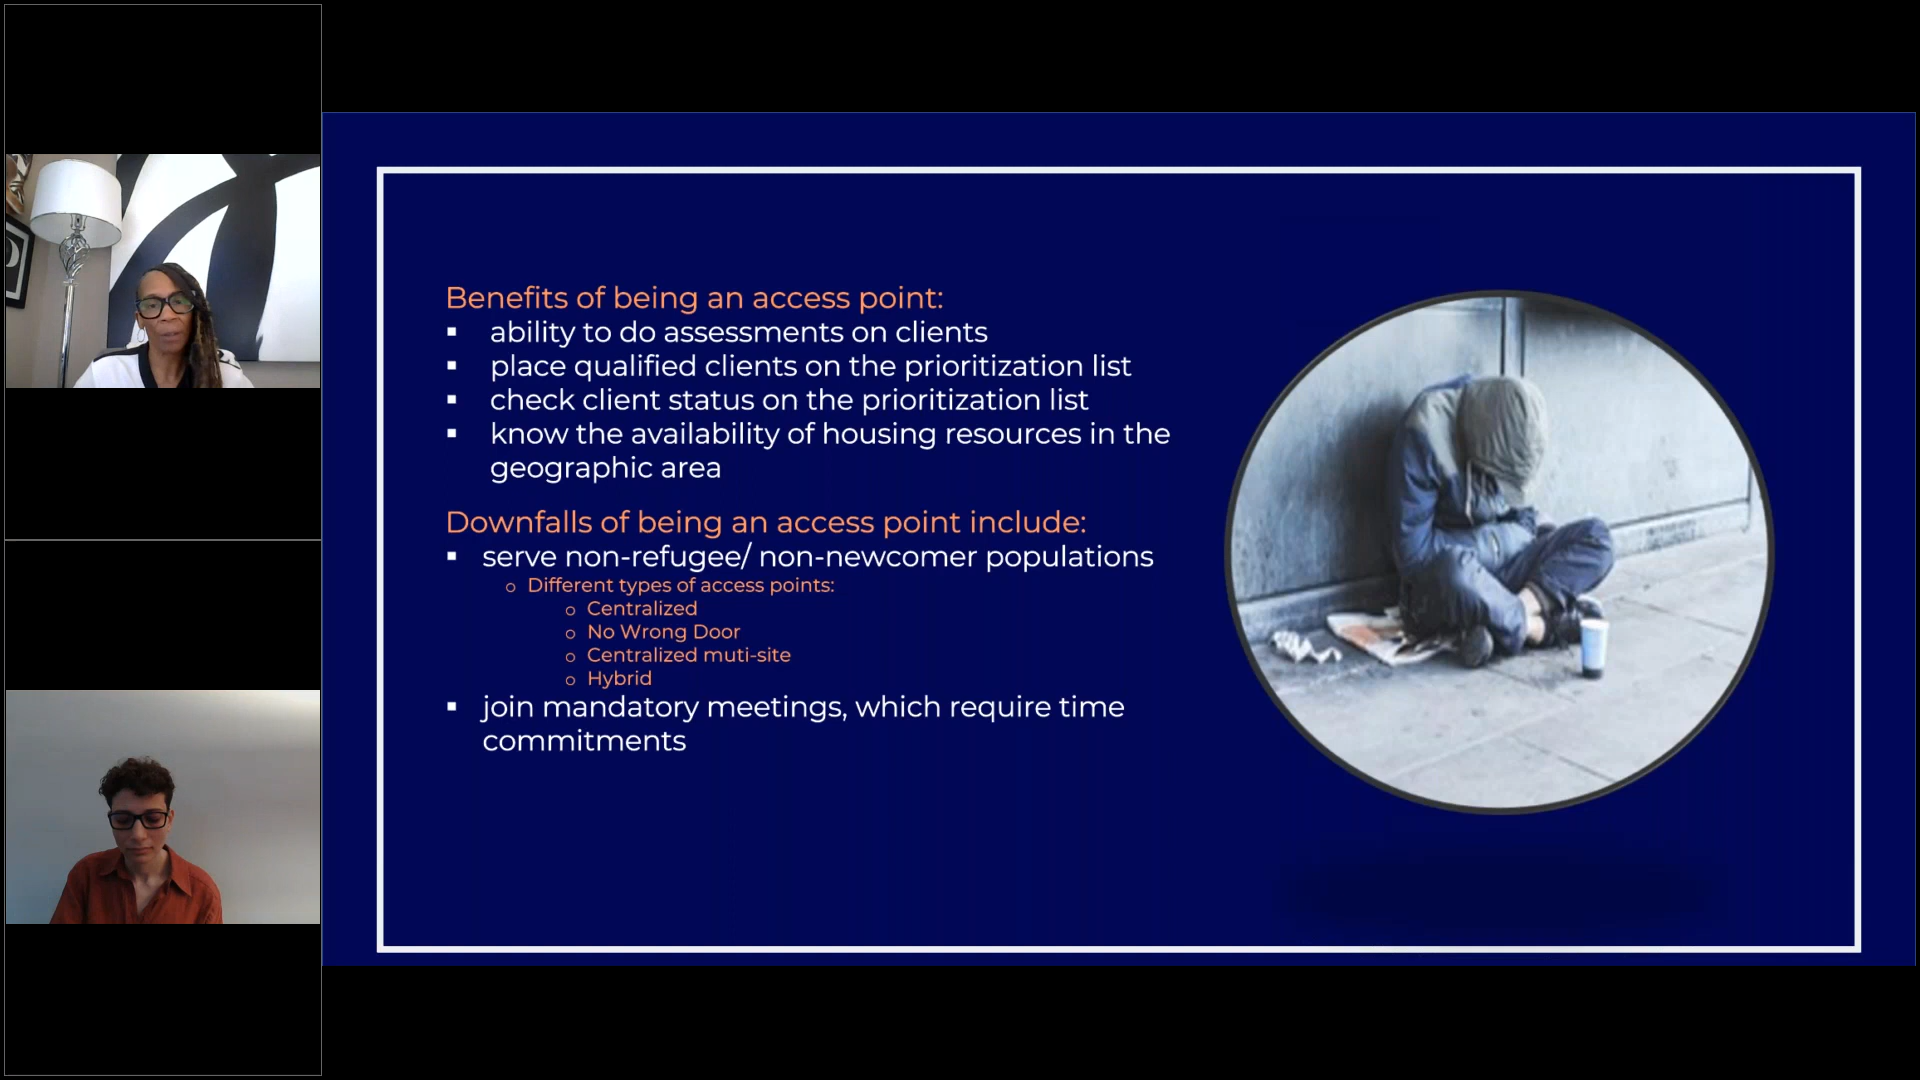 Benefits of being an access point:
▪ ability to do assessments on clients
▪ place qualified clients on the prioritization list
▪ check client status on the prioritization list
▪ know the availability of housing resources in the
geographic area
Downfalls of being an access point include:
▪ serve non-refugee/ non-newcomer populations
o Different types of access points:
o Centralized
o No Wrong Door
o Centralized muti-site
o Hybrid
▪ join mandatory meetings, which require time
commitments